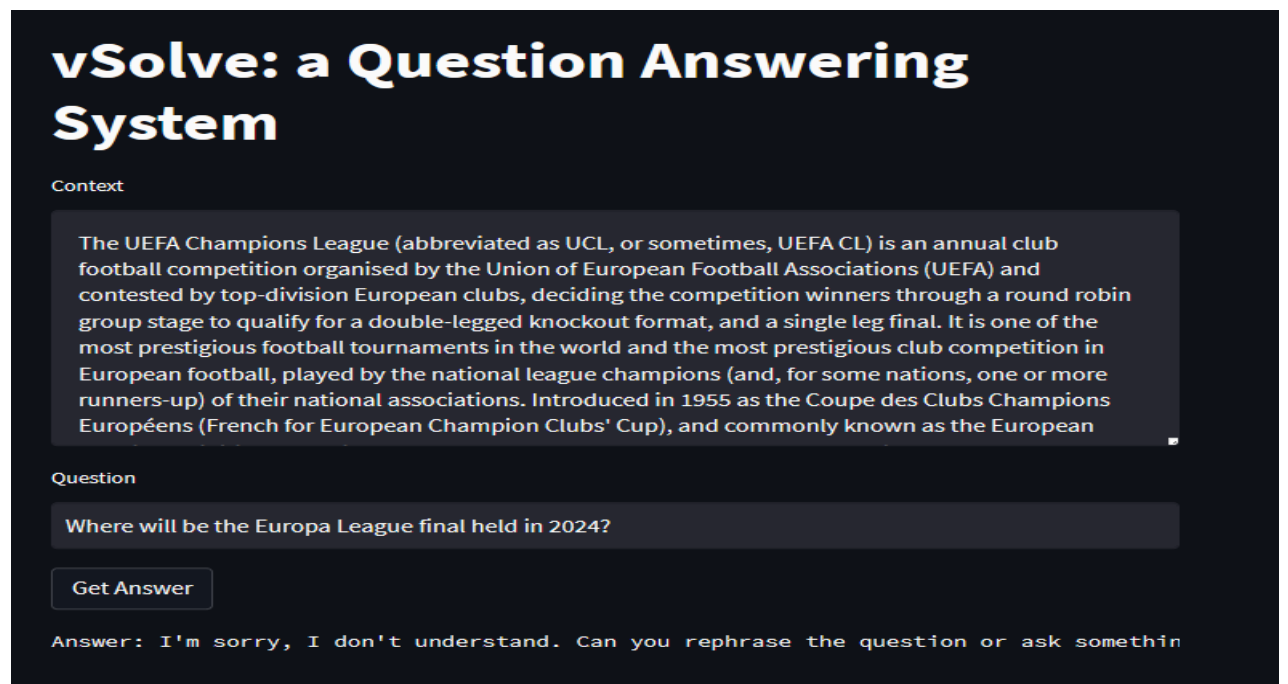 vSolve: a Question Answering
System
Context
The UEFA Champions League (abbreviated as UCL, or sometimes, UEFA CL) is an annual club
football competition organised by the Union of European Football Associations (UEFA) and
contested by top-division European clubs, deciding the competition winners through a round robin
group stage to qualify for a double-legged knockout format, and a single leg final. It is one of the
most prestigious football tournaments in the world and the most prestigious club competition in
European football, played by the national league champions (and, for some nations, one or more
runners-up) of their national associations. Introduced in 1955 as the Coupe des Clubs Champions
Européens (French for European Champion Clubs' Cup), and commonly known as the European
Question
Where will be the Europa League final held in 2024?
Get Answer
Answer: I'm sorry, I don't understand. Can you rephrase the question or ask somethin